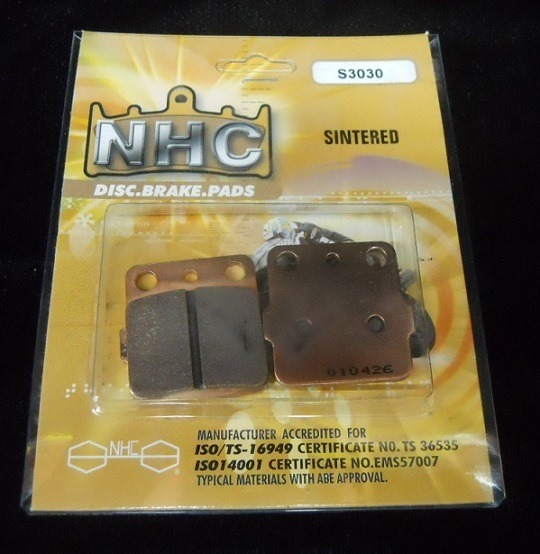 S3030
NHC
SINTERED
DISC.BRAKE.PADS
010426
NHC
MANUFACTURER ACCREDITED FOR
ISO/TS-16949 CERTIFICATE NO. TS 36535
ISO14001 CERTIFICATE NO.EMS57007
TYPICAL MATERIALS WITH ABE APPROVAL.